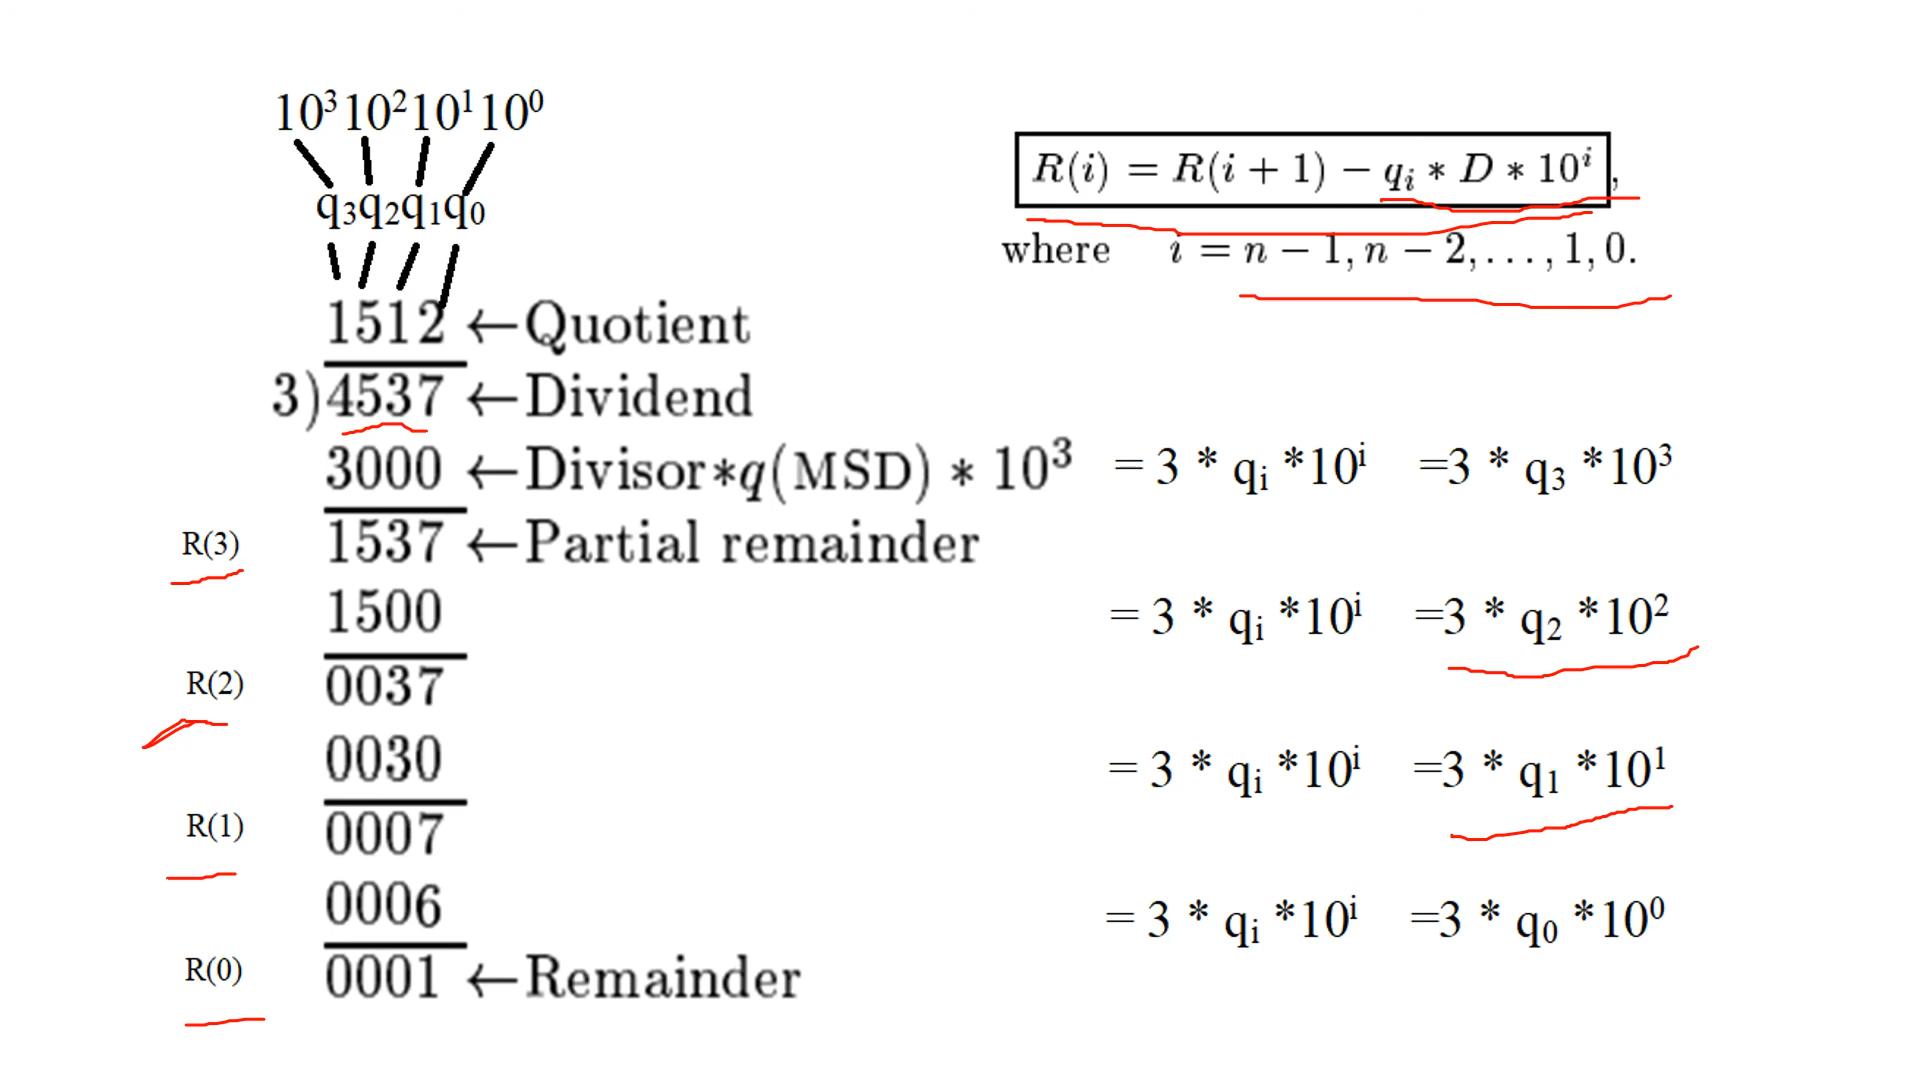 10³ 10² 10¹ 10⁰
q₃q₂q₁q₀
1512 ←Quotient
3)4537 ←Dividend
3000 ←Divisor*q(MSD) * 10³ = 3 * qᵢ *10ⁱ =3 * q₃ *10³
R(3) 1537 ←Partial remainder
1500 = 3 * qᵢ *10ⁱ =3 * q₂ *10²
R(2) 0037
0030 = 3 * qᵢ *10ⁱ =3 * q₁ *10¹
R(1) 0007
0006 = 3 * qᵢ *10ⁱ =3 * q₀ *10⁰
R(0) 0001 ←Remainder
R(i) = R(i + 1) − qᵢ * D * 10ⁱ,
where i = n − 1, n − 2, . . . , 1, 0.